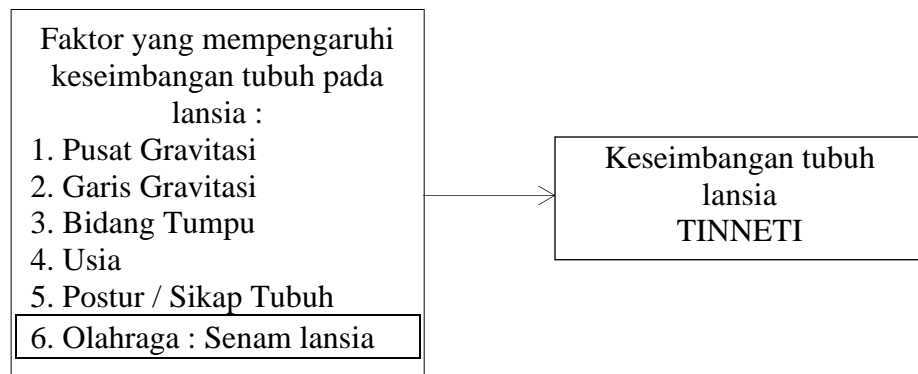 Faktor yang mempengaruhi
keseimbangan tubuh pada
lansia :
1. Pusat Gravitasi
2. Garis Gravitasi
3. Bidang Tumpu
4. Usia
5. Postur / Sikap Tubuh
6. Olahraga : Senam lansia
Keseimbangan tubuh
lansia
TINNETI